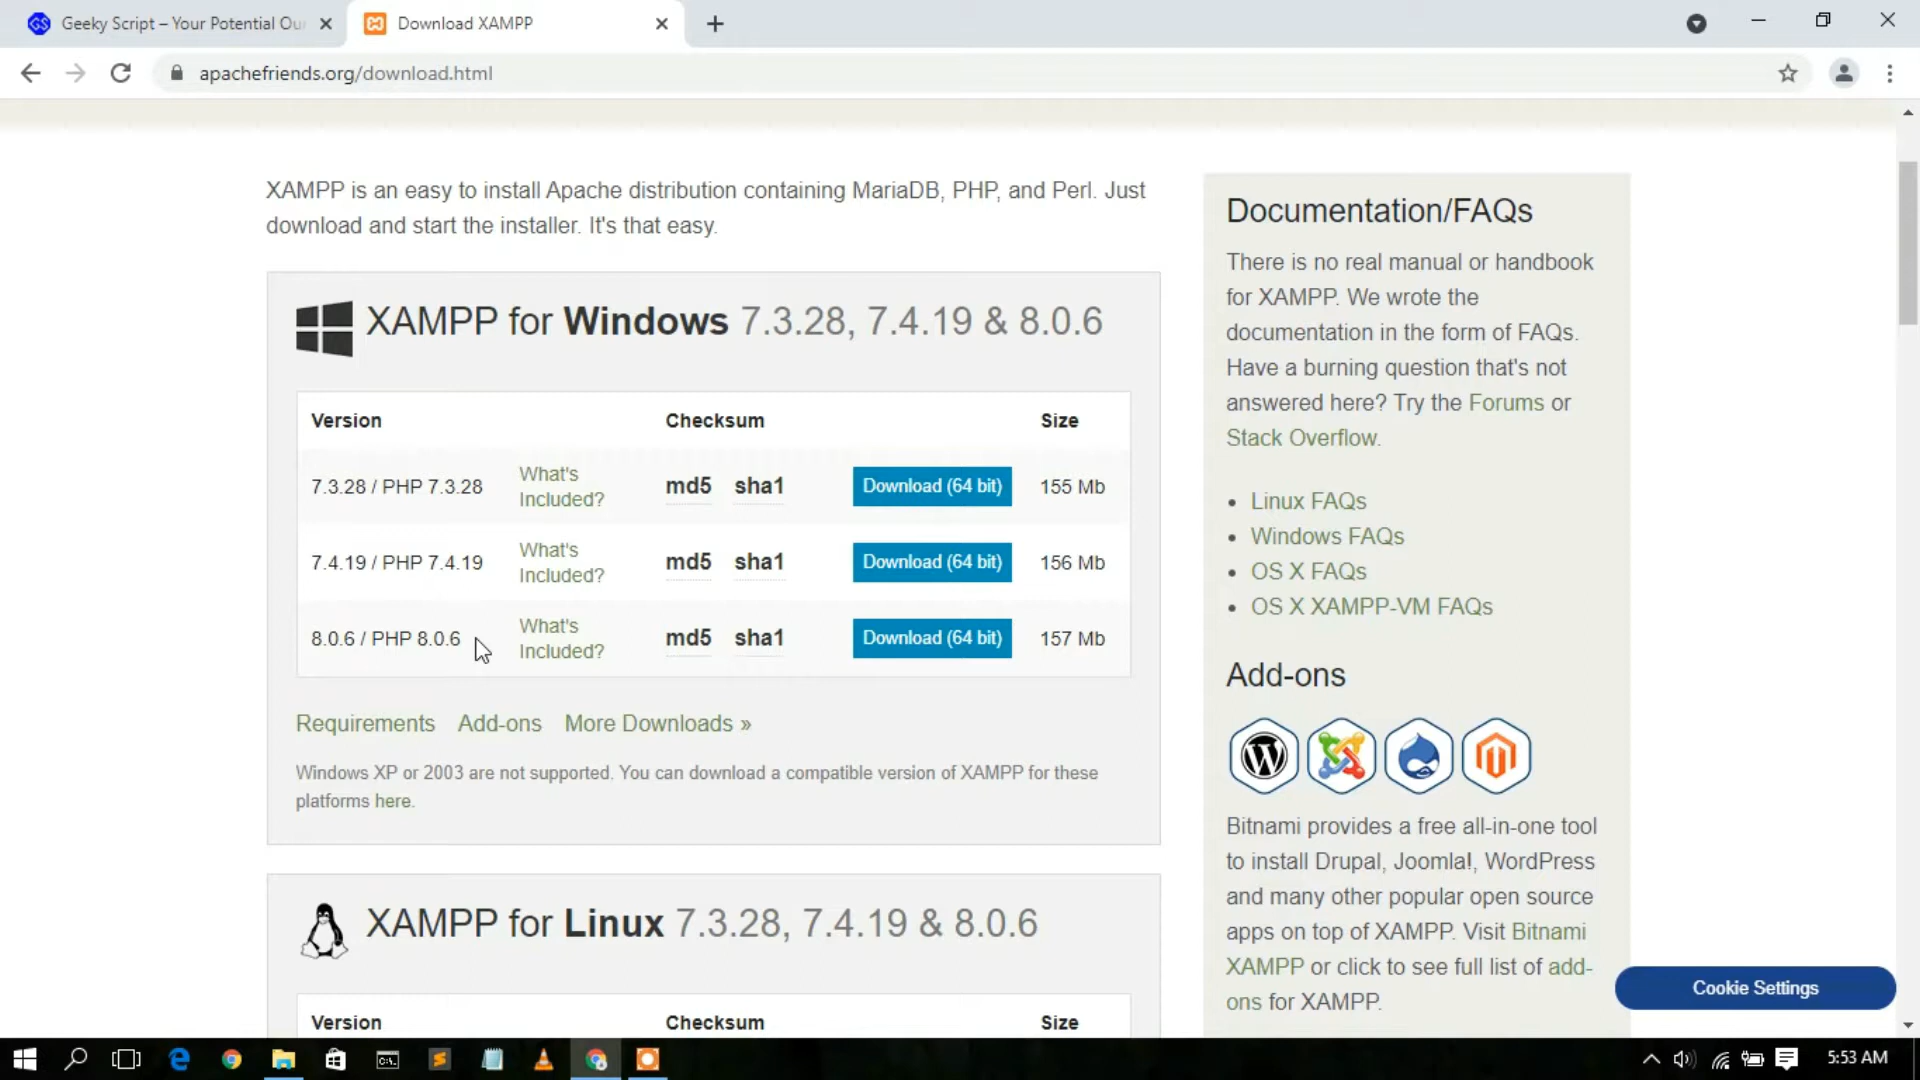 Geeky Script – Your Potential Our
Download XAMPP
apachefriends.org/download.html
XAMPP is an easy to install Apache distribution containing MariaDB, PHP, and Perl. Just
download and start the installer. It's that easy.
XAMPP for Windows 7.3.28, 7.4.19 & 8.0.6
Version Checksum Size
7.3.28 / PHP 7.3.28 What's Included? md5 sha1 Download (64 bit) 155 Mb
7.4.19 / PHP 7.4.19 What's Included? md5 sha1 Download (64 bit) 156 Mb
8.0.6 / PHP 8.0.6 What's Included? md5 sha1 Download (64 bit) 157 Mb
Requirements Add-ons More Downloads »
Windows XP or 2003 are not supported. You can download a compatible version of XAMPP for these
platforms here.
XAMPP for Linux 7.3.28, 7.4.19 & 8.0.6
Version Checksum Size
Documentation/FAQs
There is no real manual or handbook
for XAMPP. We wrote the
documentation in the form of FAQs.
Have a burning question that's not
answered here? Try the Forums or
Stack Overflow.
Linux FAQs
Windows FAQs
OS X FAQs
OS X XAMPP-VM FAQs
Add-ons
Bitnami provides a free all-in-one tool
to install Drupal, Joomla!, WordPress
and many other popular open source
apps on top of XAMPP. Visit Bitnami
XAMPP or click to see full list of add-
ons for XAMPP.
Cookie Settings
5:53 AM